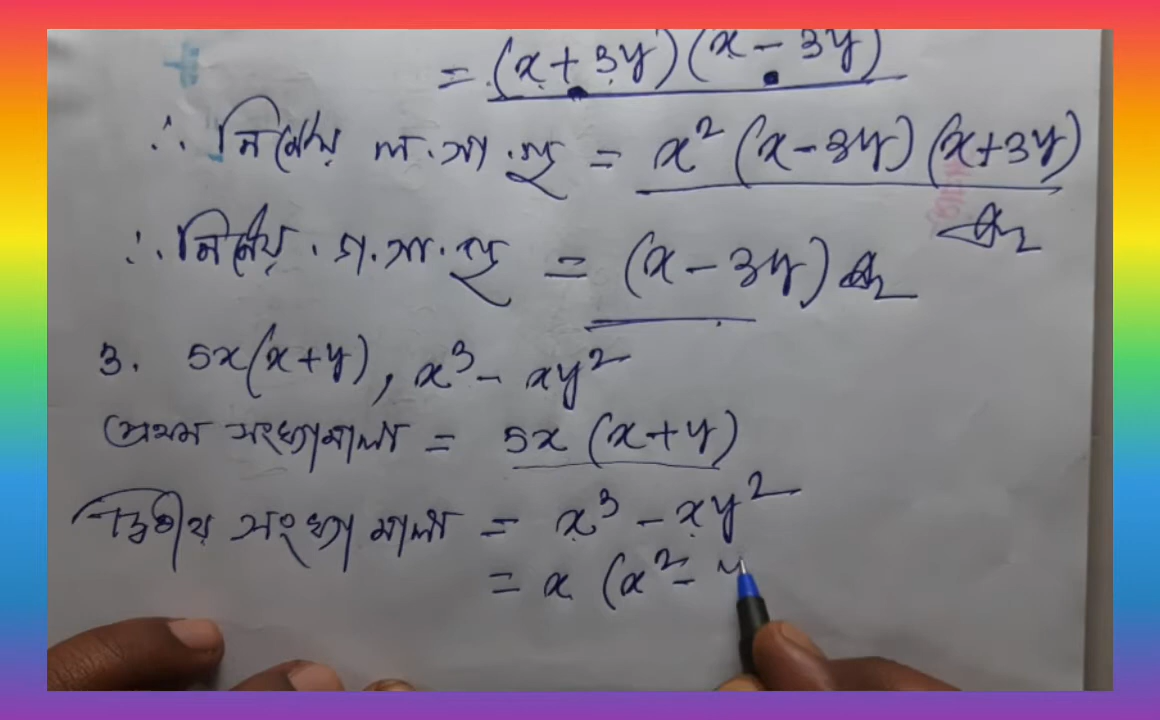 = (x + 3y)(x - 3y)
∴ নির্ণেয় ল.সা.গু = x² (x-3y)(x+3y)
∴ নির্ণেয়. গ.সা.গু = (x-3y)
3. 5x(x+y), x³ - xy²
প্রথম সংখ্যামালা = 5x (x+y)
দ্বিতীয় সংখ্যামালা = x³ - xy²
= x (x² - y